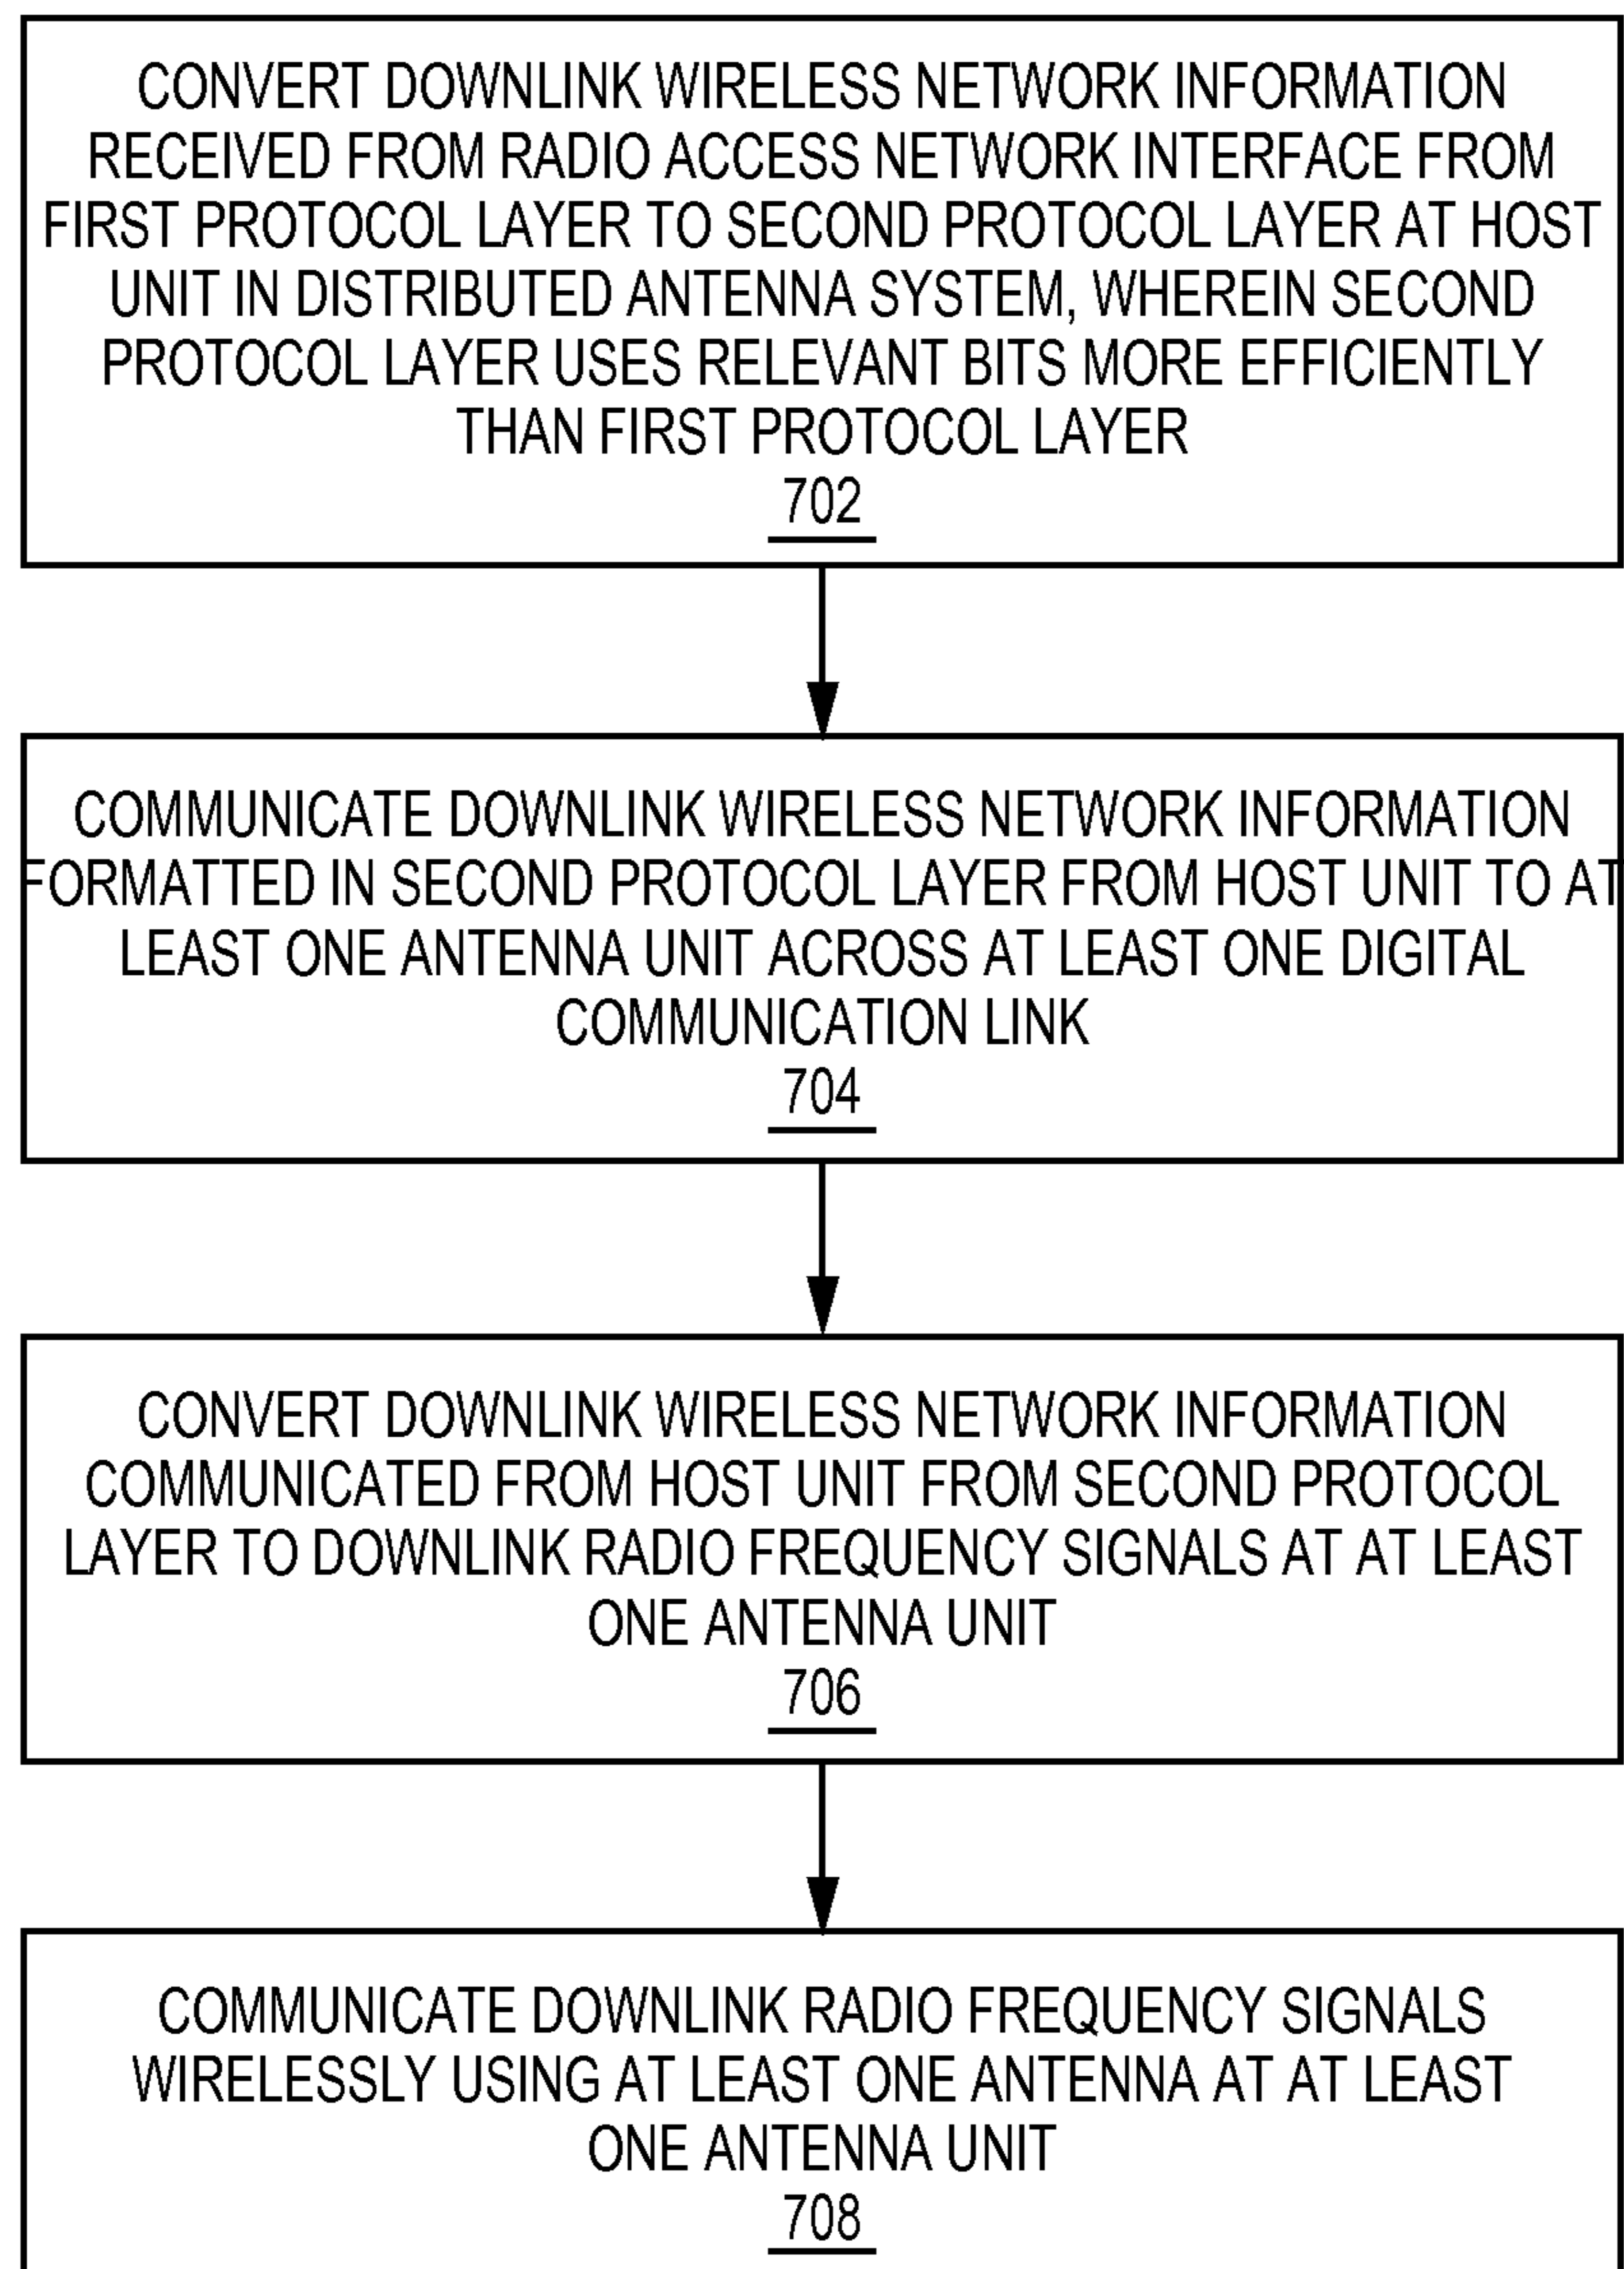 CONVERT DOWNLINK WIRELESS NETWORK INFORMATION
RECEIVED FROM RADIO ACCESS NETWORK INTERFACE FROM
FIRST PROTOCOL LAYER TO SECOND PROTOCOL LAYER AT HOST
UNIT IN DISTRIBUTED ANTENNA SYSTEM, WHEREIN SECOND
PROTOCOL LAYER USES RELEVANT BITS MORE EFFICIENTLY
THAN FIRST PROTOCOL LAYER
702
COMMUNICATE DOWNLINK WIRELESS NETWORK INFORMATION
FORMATTED IN SECOND PROTOCOL LAYER FROM HOST UNIT TO AT
LEAST ONE ANTENNA UNIT ACROSS AT LEAST ONE DIGITAL
COMMUNICATION LINK
704
CONVERT DOWNLINK WIRELESS NETWORK INFORMATION
COMMUNICATED FROM HOST UNIT FROM SECOND PROTOCOL
LAYER TO DOWNLINK RADIO FREQUENCY SIGNALS AT AT LEAST
ONE ANTENNA UNIT
706
COMMUNICATE DOWNLINK RADIO FREQUENCY SIGNALS
WIRELESSLY USING AT LEAST ONE ANTENNA AT AT LEAST
ONE ANTENNA UNIT
708